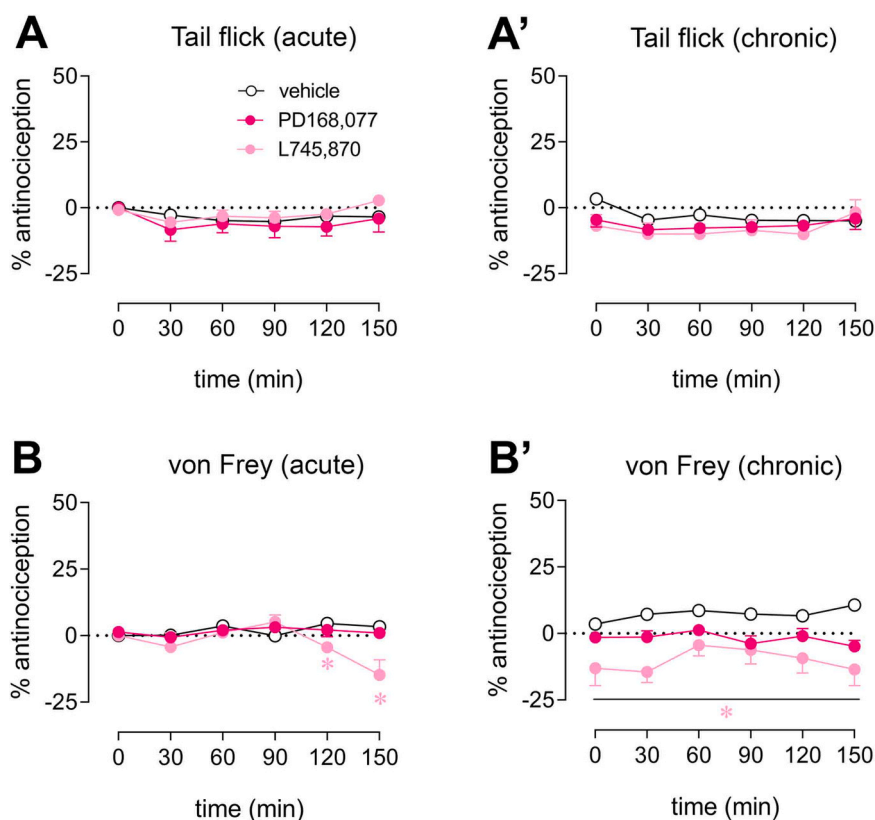 A
Tail flick (acute)
% antinociception
50
25
0
-25
vehicle
PD168,077
L745,870
0 30 60 90 120 150
time (min)
A’
Tail flick (chronic)
% antinociception
50
25
0
-25
0 30 60 90 120 150
time (min)
B
von Frey (acute)
% antinociception
50
25
0
-25
*
*
0 30 60 90 120 150
time (min)
B’
von Frey (chronic)
% antinociception
50
25
0
-25
*
0 30 60 90 120 150
time (min)